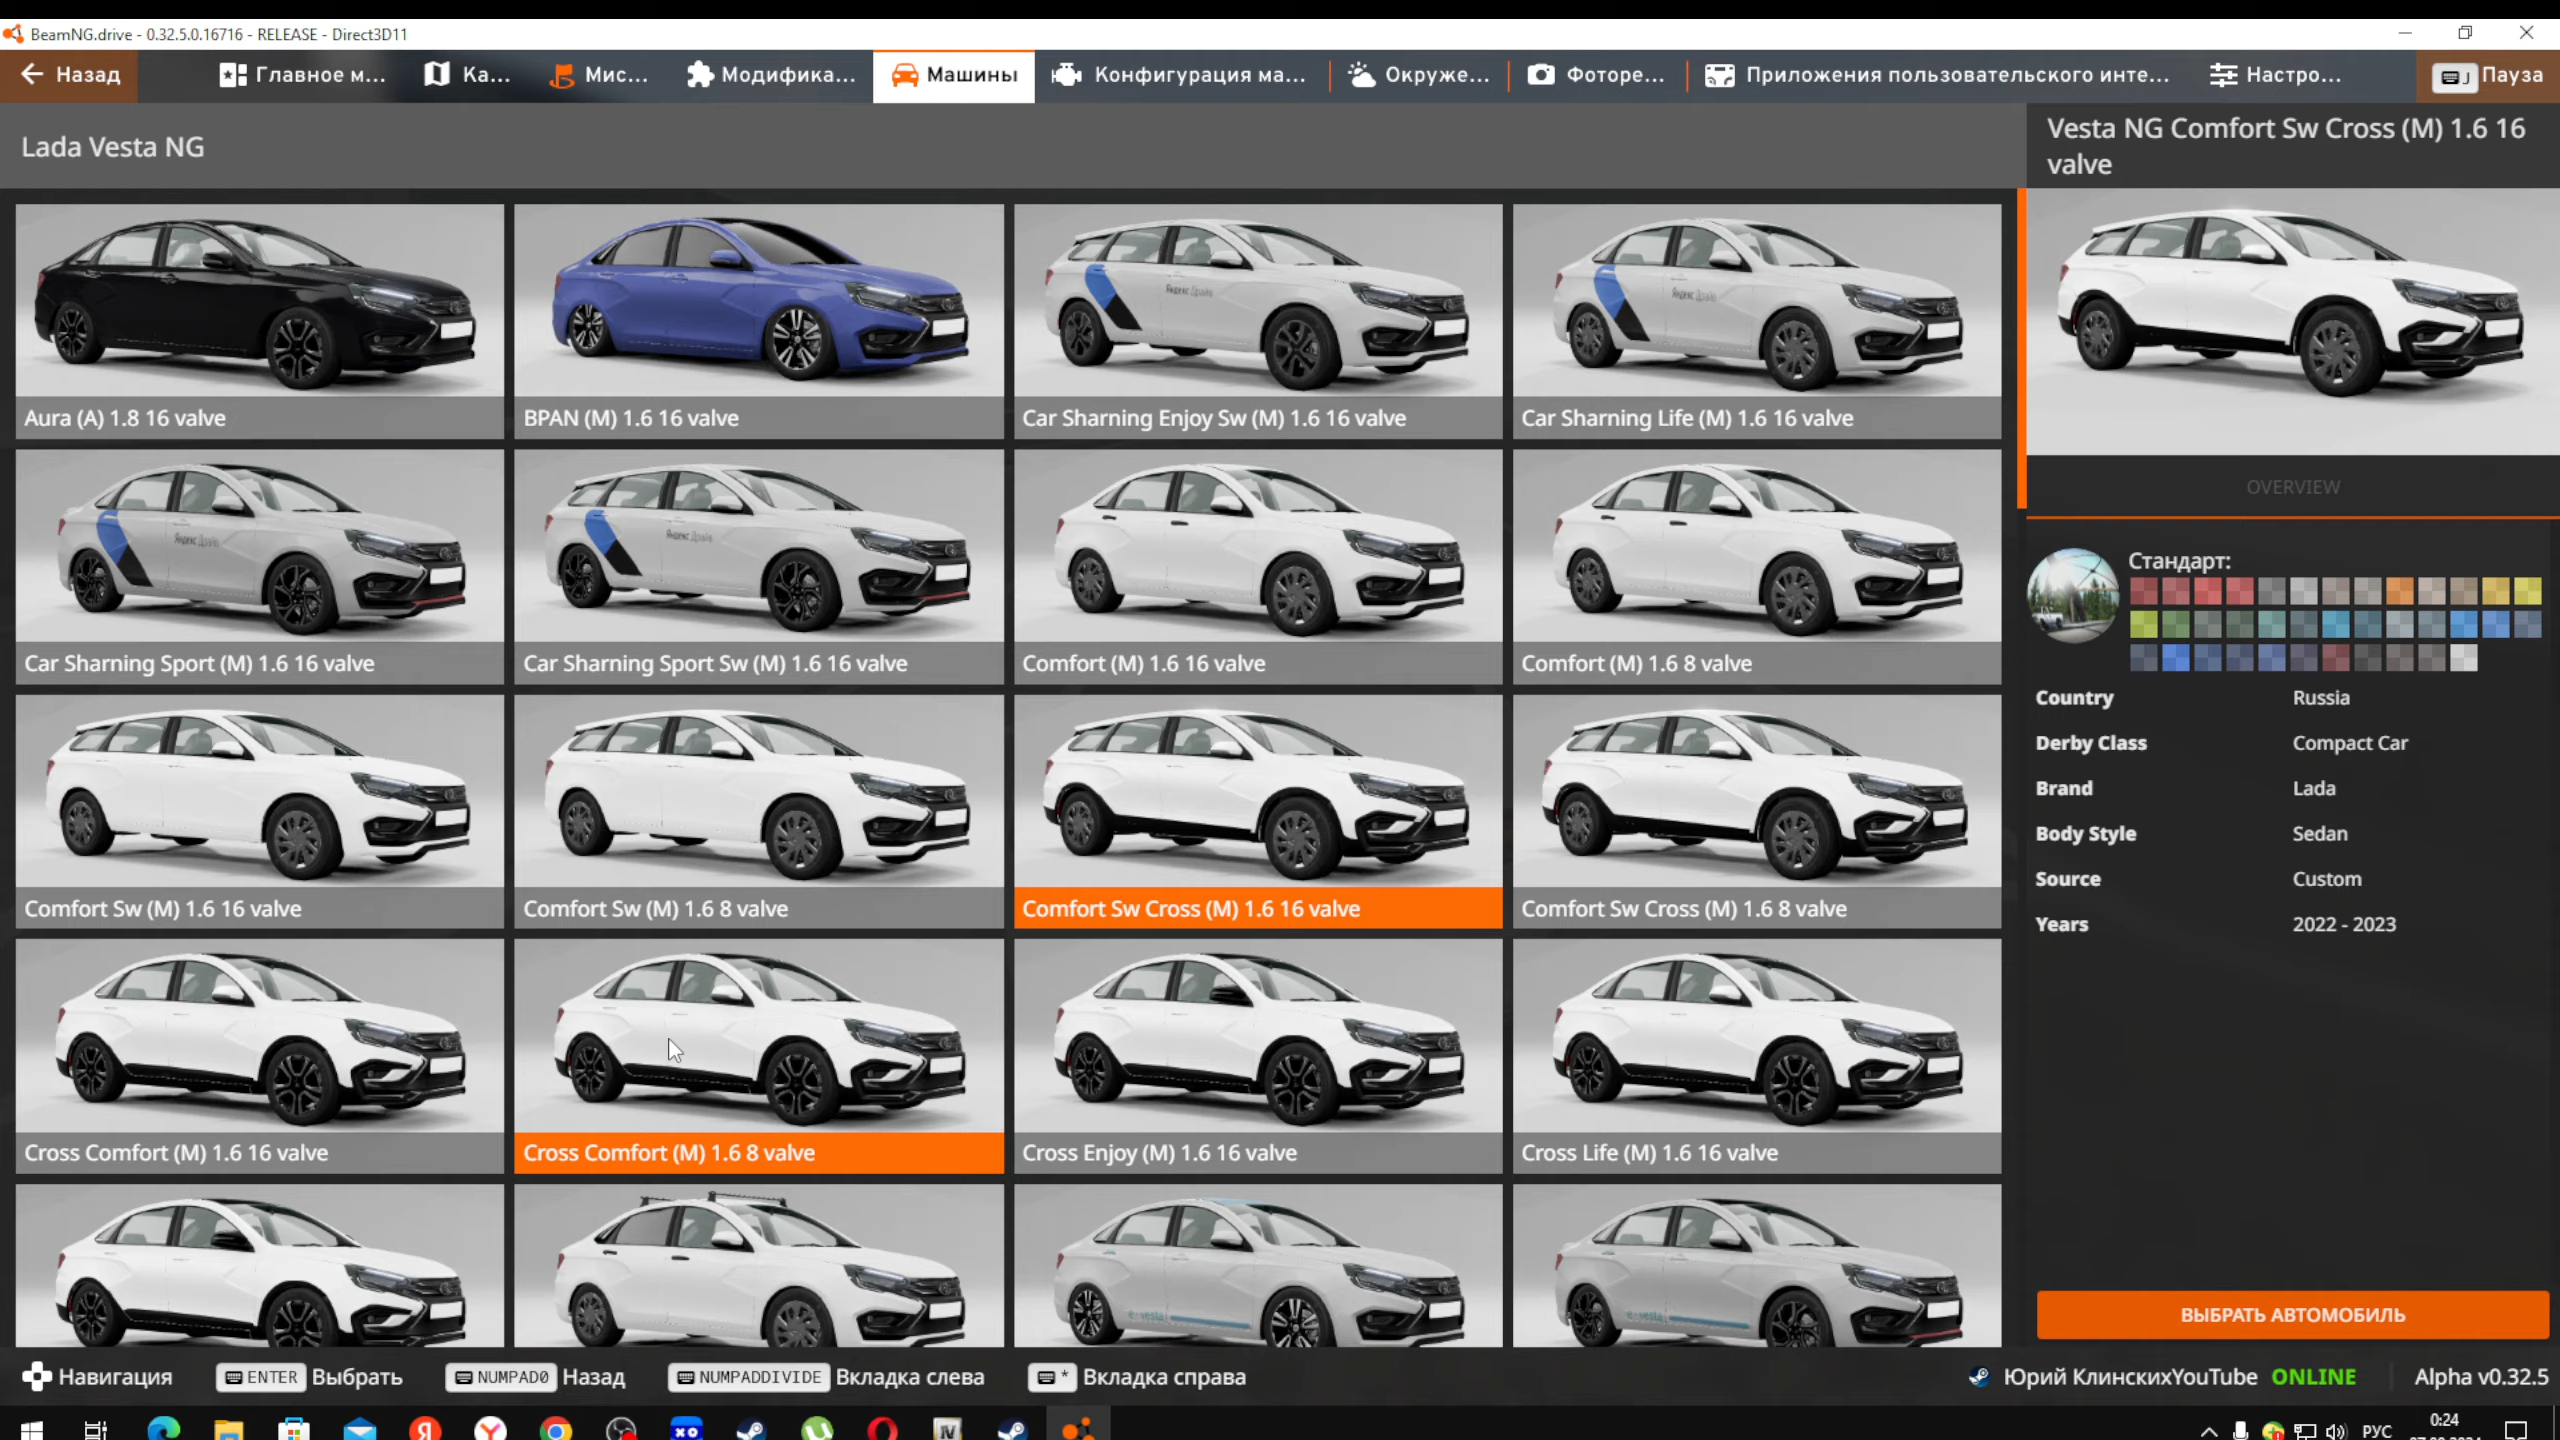 BeamNG.drive - 0.32.5.0.16716 - RELEASE - Direct3D11
Назад
Главное м...
Ка...
Мис...
Модифика...
Машины
Конфигурация ма...
Окруже...
Фоторе...
Приложения пользовательского инте...
Настро...
J
Пауза
Lada Vesta NG
Vesta NG Comfort Sw Cross (M) 1.6 16
valve
Яндекс Драйв
Яндекс Драйв
Aura (A) 1.8 16 valve
BPAN (M) 1.6 16 valve
Car Sharning Enjoy Sw (M) 1.6 16 valve
Car Sharning Life (M) 1.6 16 valve
Яндекс Драйв
Яндекс Драйв
Car Sharning Sport (M) 1.6 16 valve
Car Sharning Sport Sw (M) 1.6 16 valve
Comfort (M) 1.6 16 valve
Comfort (M) 1.6 8 valve
Comfort Sw (M) 1.6 16 valve
Comfort Sw (M) 1.6 8 valve
Comfort Sw Cross (M) 1.6 16 valve
Comfort Sw Cross (M) 1.6 8 valve
Cross Comfort (M) 1.6 16 valve
Cross Comfort (M) 1.6 8 valve
Cross Enjoy (M) 1.6 16 valve
Cross Life (M) 1.6 16 valve
OVERVIEW
Стандарт:
Country Russia
Derby Class Compact Car
Brand Lada
Body Style Sedan
Source Custom
Years 2022 - 2023
ВЫБРАТЬ АВТОМОБИЛЬ
Навигация
ENTER Выбрать
NUMPAD0 Назад
NUMPADDIVIDE Вкладка слева
* Вкладка справа
Юрий КлинскихYouTube ONLINE
Alpha v0.32.5
РУС
0:24